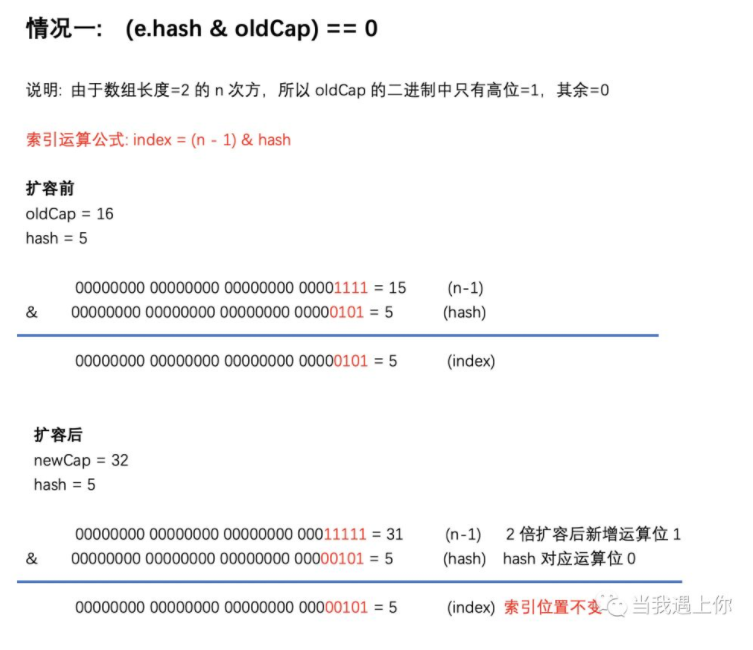 情况一： (e.hash & oldCap) == 0
说明：由于数组长度=2 的 n 次方，所以 oldCap 的二进制中只有高位=1，其余=0
索引运算公式: index = (n - 1) & hash
扩容前
oldCap = 16
hash = 5
00000000 00000000 00000000 00001111 = 15 (n-1)
& 00000000 00000000 00000000 00000101 = 5 (hash)
00000000 00000000 00000000 00000101 = 5 (index)
扩容后
newCap = 32
hash = 5
00000000 00000000 00000000 00011111 = 31 (n-1) 2 倍扩容后新增运算位 1
& 00000000 00000000 00000000 00000101 = 5 (hash) hash 对应运算位 0
00000000 00000000 00000000 00000101 = 5 (index) 索引位置不变
当我遇上你